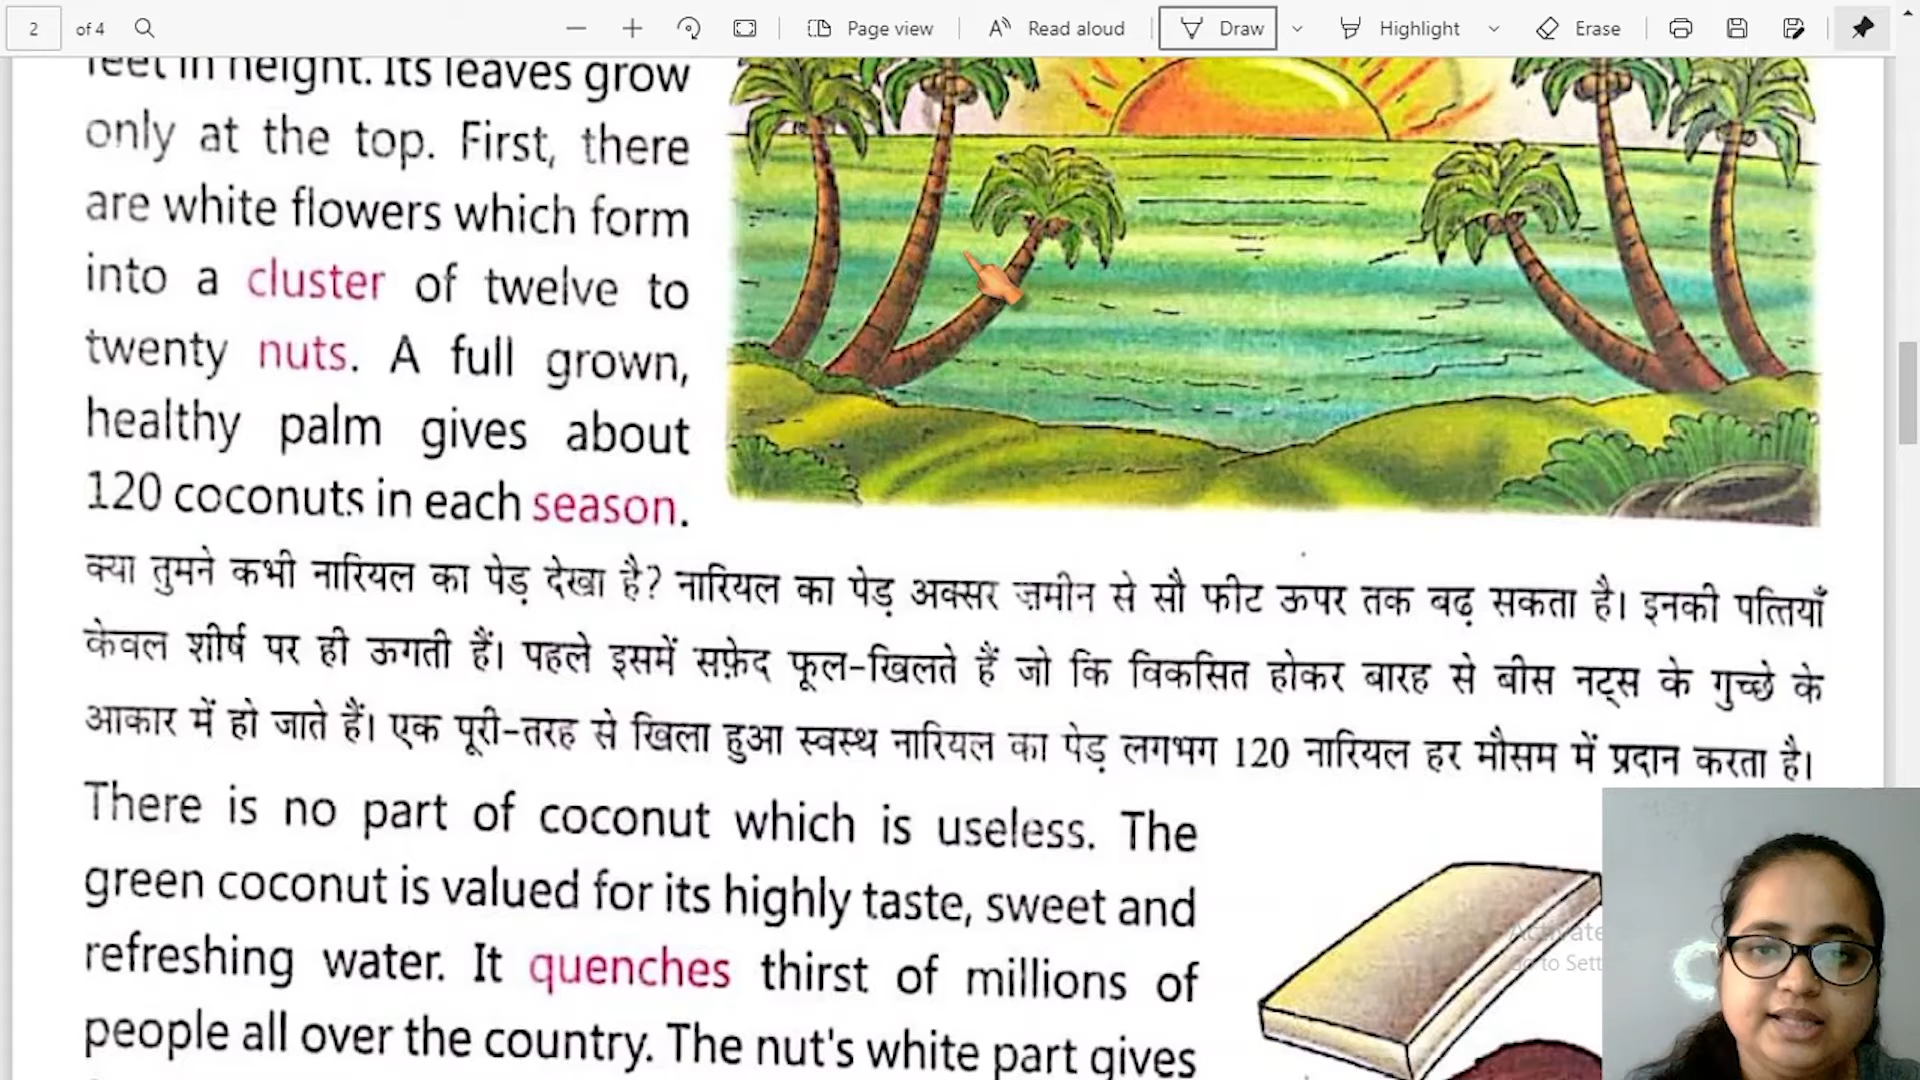 2 of 4 Page view Read aloud Draw Highlight Erase
feet in height. Its leaves grow
only at the top. First, there
are white flowers which form
into a cluster of twelve to
twenty nuts. A full grown,
healthy palm gives about
120 coconuts in each season.
क्या तुमने कभी नारियल का पेड़ देखा है? नारियल का पेड़ अक्सर ज़मीन से सौ फीट ऊपर तक बढ़ सकता है। इनकी पत्तियाँ
केवल शीर्ष पर ही ऊगती हैं। पहले इसमें सफ़ेद फूल-खिलते हैं जो कि विकसित होकर बारह से बीस नट्स के गुच्छे के
आकार में हो जाते हैं। एक पूरी-तरह से खिला हुआ स्वस्थ नारियल का पेड़ लगभग 120 नारियल हर मौसम में प्रदान करता है।
There is no part of coconut which is useless. The
green coconut is valued for its highly taste, sweet and
refreshing water. It quenches thirst of millions of
people all over the country. The nut's white part gives
Activate
Go to Sett